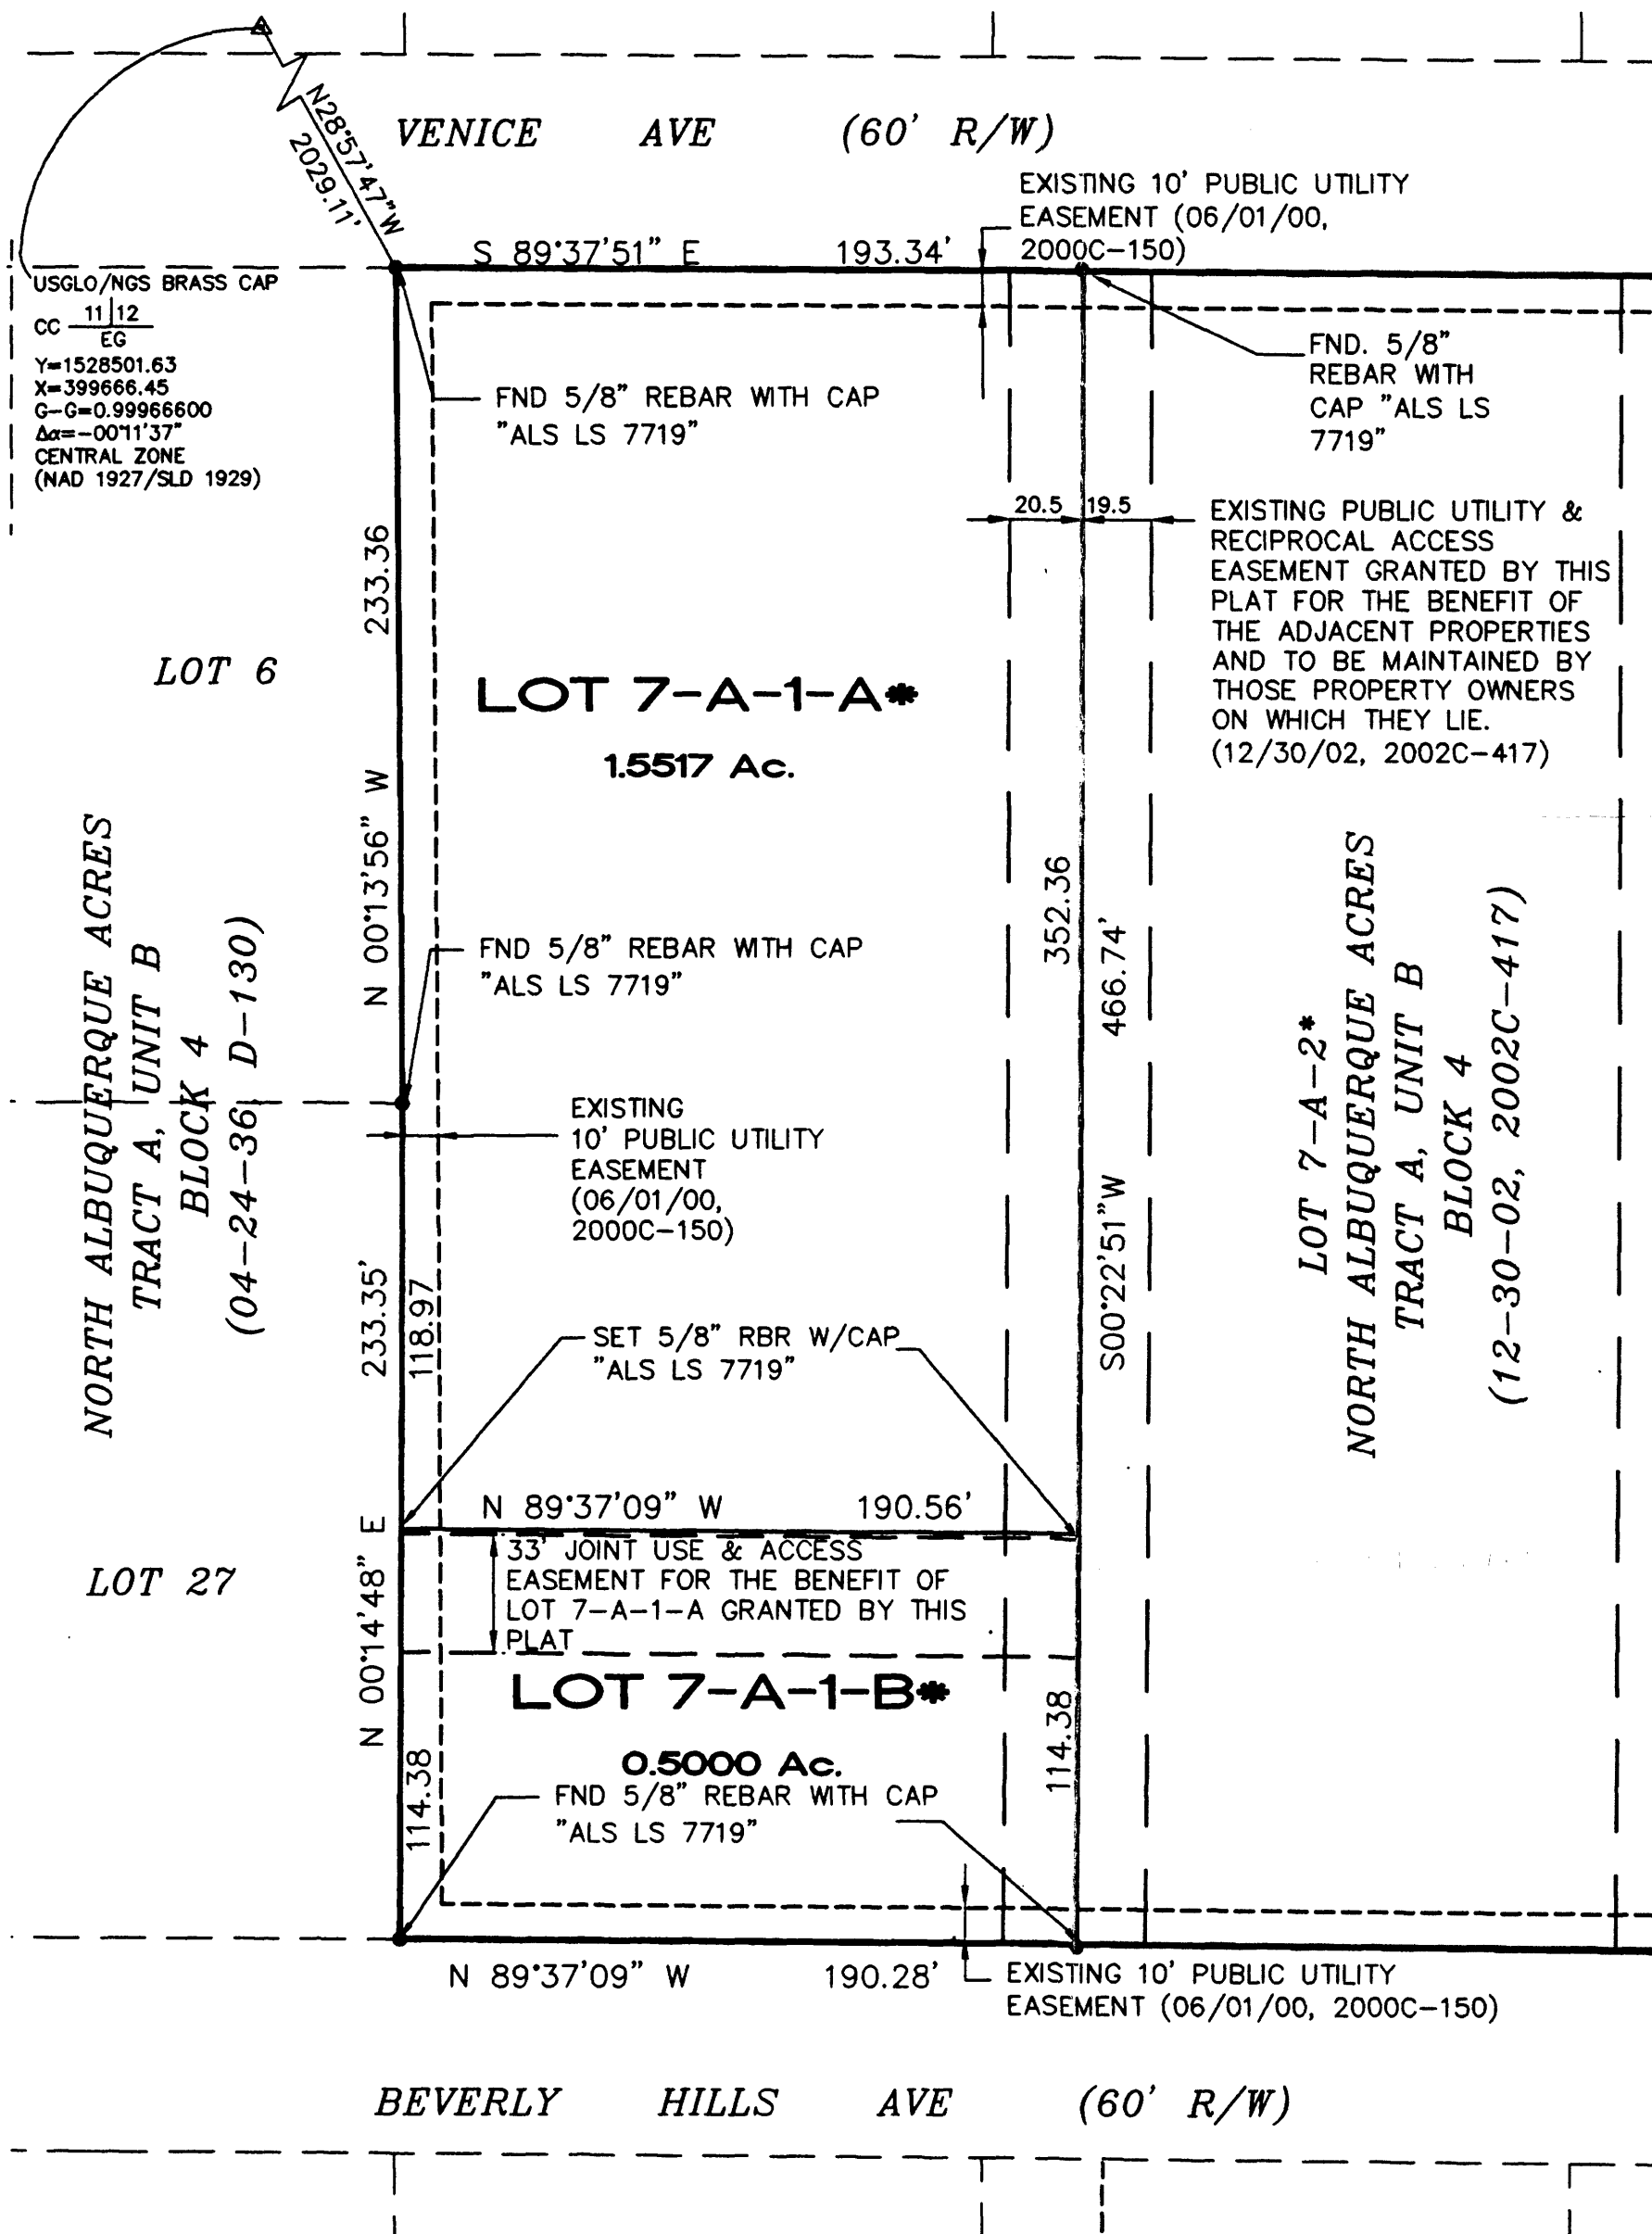 VENICE AVE (60' R/W)
N28°57'47"W
2029.11'
EXISTING 10' PUBLIC UTILITY
EASEMENT (06/01/00,
2000C-150)
S 89°37'51" E 193.34'
USGLO/NGS BRASS CAP
CC 11|12
EG
Y=1528501.63
X=399666.45
G-G=0.99966600
Δα=-00°11'37"
CENTRAL ZONE
(NAD 1927/SLD 1929)
FND 5/8" REBAR WITH CAP
"ALS LS 7719"
FND. 5/8"
REBAR WITH
CAP "ALS LS
7719"
20.5 19.5
EXISTING PUBLIC UTILITY &
RECIPROCAL ACCESS
EASEMENT GRANTED BY THIS
PLAT FOR THE BENEFIT OF
THE ADJACENT PROPERTIES
AND TO BE MAINTAINED BY
THOSE PROPERTY OWNERS
ON WHICH THEY LIE.
(12/30/02, 2002C-417)
233.36
N 00°13'56" W
LOT 6
LOT 7-A-1-A*
1.5517 Ac.
NORTH ALBUQUERQUE ACRES
TRACT A, UNIT B
BLOCK 4
(04-24-36, D-130)
FND 5/8" REBAR WITH CAP
"ALS LS 7719"
352.36
466.74'
S00°22'51"W
LOT 7-A-2*
NORTH ALBUQUERQUE ACRES
TRACT A, UNIT B
BLOCK 4
(12-30-02, 2002C-417)
EXISTING
10' PUBLIC UTILITY
EASEMENT
(06/01/00,
2000C-150)
233.35'
118.97
SET 5/8" RBR W/CAP
"ALS LS 7719"
N 89°37'09" W 190.56'
33' JOINT USE & ACCESS
EASEMENT FOR THE BENEFIT OF
LOT 7-A-1-A GRANTED BY THIS
PLAT
LOT 27
N 00°14'48" E
LOT 7-A-1-B*
0.5000 Ac.
114.38
114.38
FND 5/8" REBAR WITH CAP
"ALS LS 7719"
N 89°37'09" W 190.28'
EXISTING 10' PUBLIC UTILITY
EASEMENT (06/01/00, 2000C-150)
BEVERLY HILLS AVE (60' R/W)